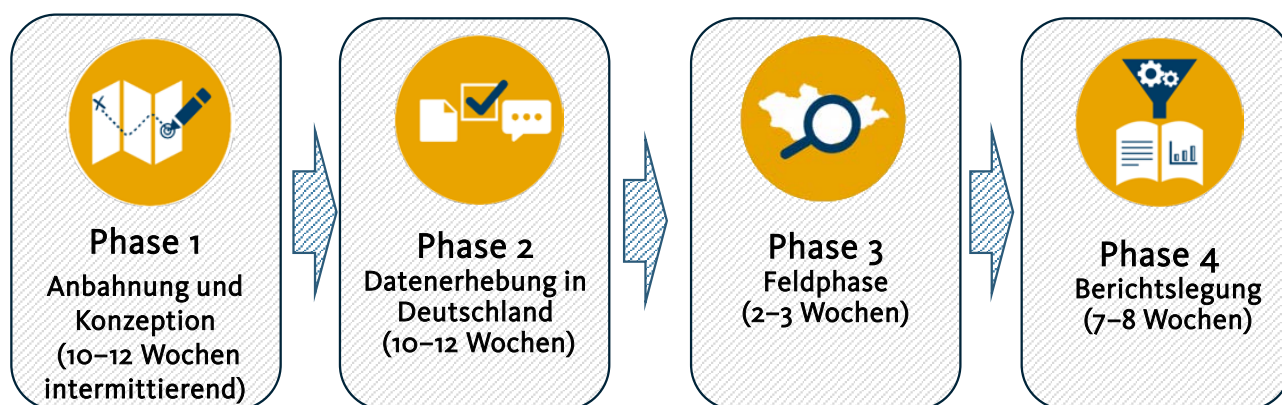 Phase 1
Anbahnung und
Konzeption
(10–12 Wochen
intermittierend)
Phase 2
Datenerhebung in
Deutschland
(10–12 Wochen)
Phase 3
Feldphase
(2–3 Wochen)
Phase 4
Berichtslegung
(7–8 Wochen)